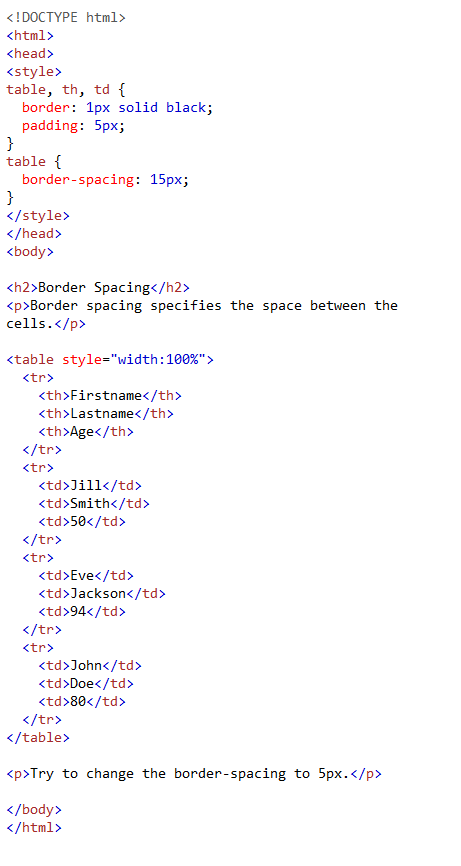 <!DOCTYPE html>
<html>
<head>
<style>
table, th, td {
  border: 1px solid black;
  padding: 5px;
}
table {
  border-spacing: 15px;
}
</style>
</head>
<body>

<h2>Border Spacing</h2>
<p>Border spacing specifies the space between the
cells.</p>

<table style="width:100%">
  <tr>
    <th>Firstname</th>
    <th>Lastname</th>
    <th>Age</th>
  </tr>
  <tr>
    <td>Jill</td>
    <td>Smith</td>
    <td>50</td>
  </tr>
  <tr>
    <td>Eve</td>
    <td>Jackson</td>
    <td>94</td>
  </tr>
  <tr>
    <td>John</td>
    <td>Doe</td>
    <td>80</td>
  </tr>
</table>

<p>Try to change the border-spacing to 5px.</p>

</body>
</html>